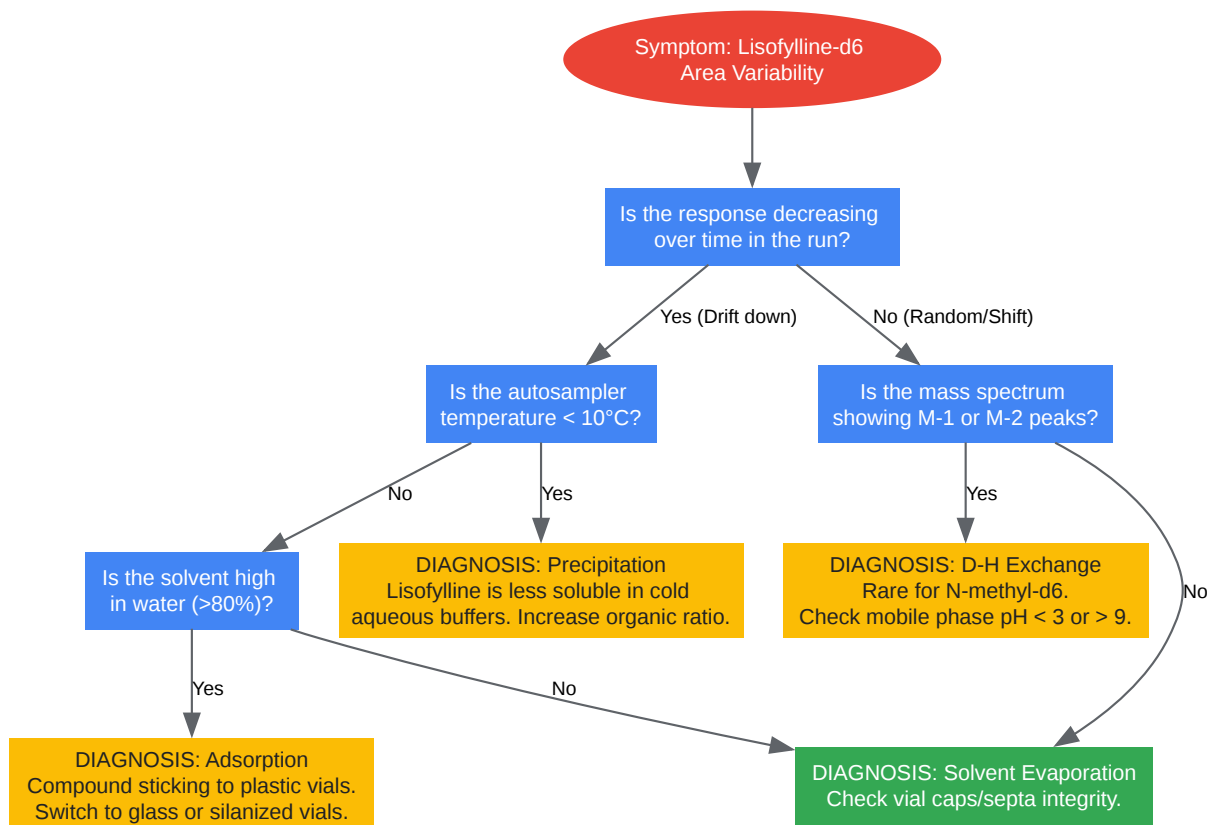 Symptom: Lisofylline-d6
Area Variability
Is the response decreasing
over time in the run?
Yes (Drift down)
No (Random/Shift)
Is the autosampler
temperature < 10°C?
Is the mass spectrum
showing M-1 or M-2 peaks?
No
Yes
Yes
No
Is the solvent high
in water (>80%)?
DIAGNOSIS: Precipitation
Lisofylline is less soluble in cold
aqueous buffers. Increase organic ratio.
DIAGNOSIS: D-H Exchange
Rare for N-methyl-d6.
Check mobile phase pH < 3 or > 9.
Yes
No
DIAGNOSIS: Adsorption
Compound sticking to plastic vials.
Switch to glass or silanized vials.
DIAGNOSIS: Solvent Evaporation
Check vial caps/septa integrity.